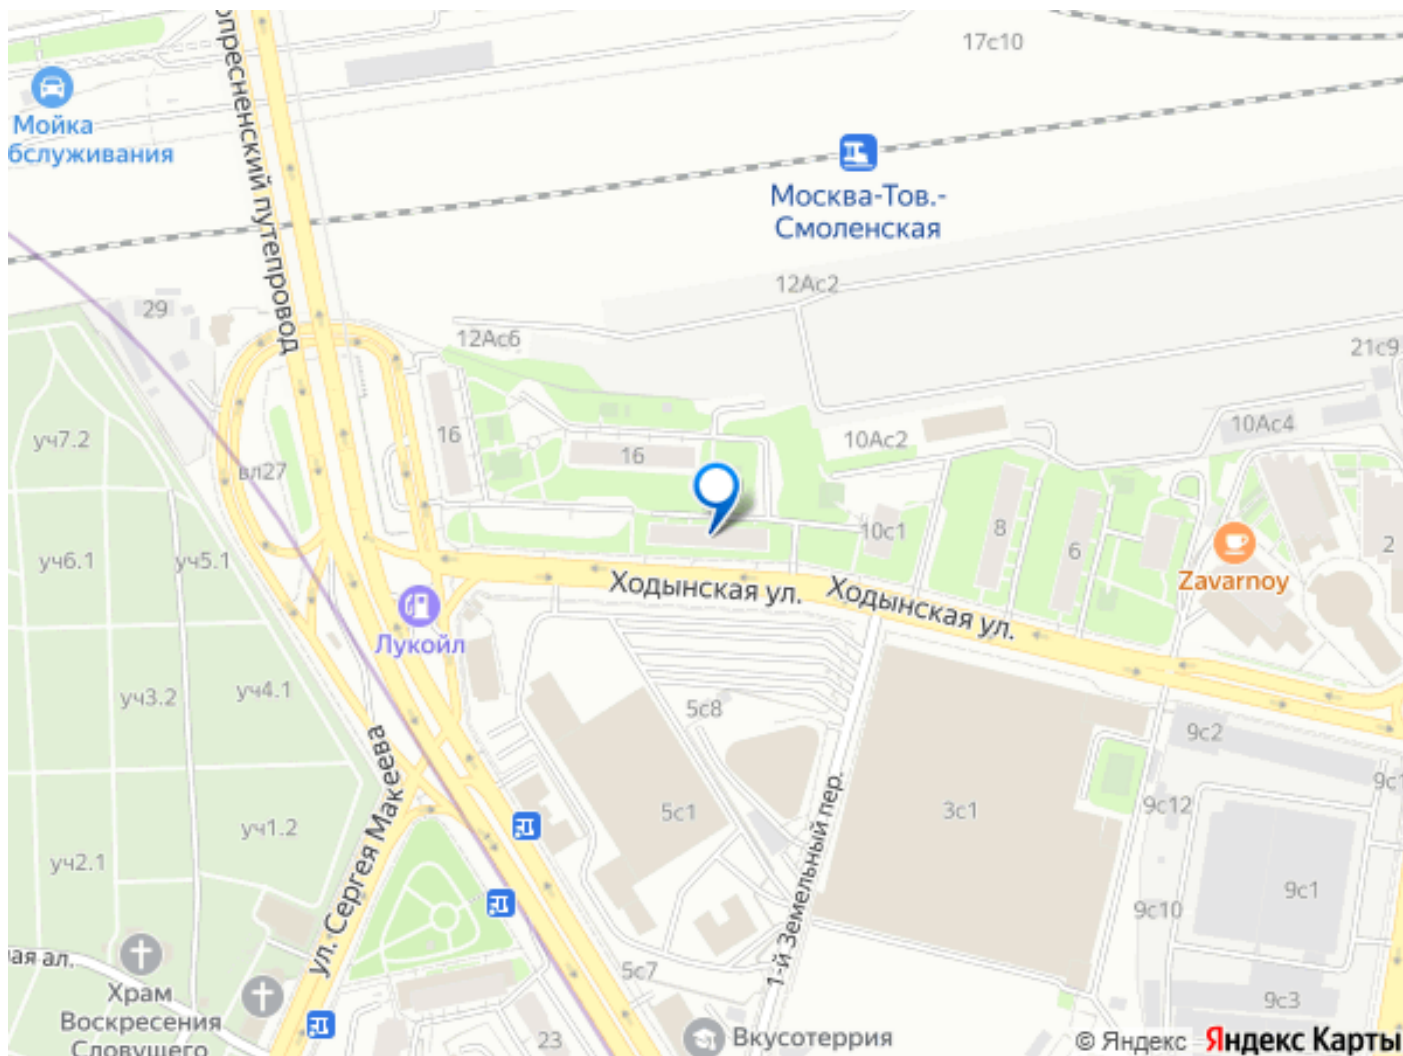 опресненский путепровод
17с10
Мойка
бслуживания
Москва-Тов.-
Смоленская
12Ас2
29
12Ас6
21с9
16
16
10Ас2
10Ас4
уч7.2
вл27
10с1
8
6
2
Zavarnoy
уч6.1
уч5.1
Ходынская ул.
Ходынская ул.
Лукойл
уч3.2
уч4.1
5с8
9с2
ул. Сергея Макеева
9с1
5с1
3с1
9с12
1-й Земельный пер.
уч1.2
уч2.1
9с1
9с10
ая ал.
Храм
Воскресения
Словущего
5с7
9с3
23
Вкусотеррия
© Яндекс Яндекс Карты